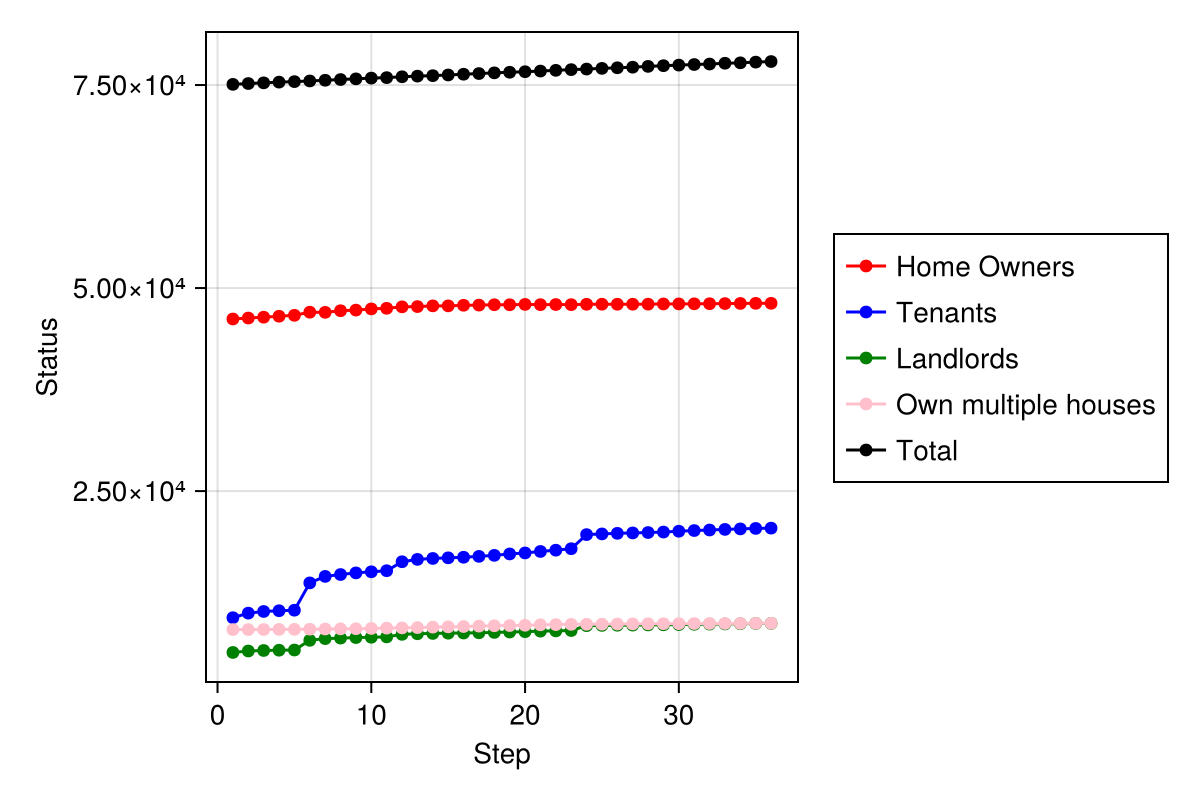 7.50×10⁴
5.00×10⁴
2.50×10⁴
Status
0 10 20 30
Step
Home Owners
Tenants
Landlords
Own multiple houses
Total